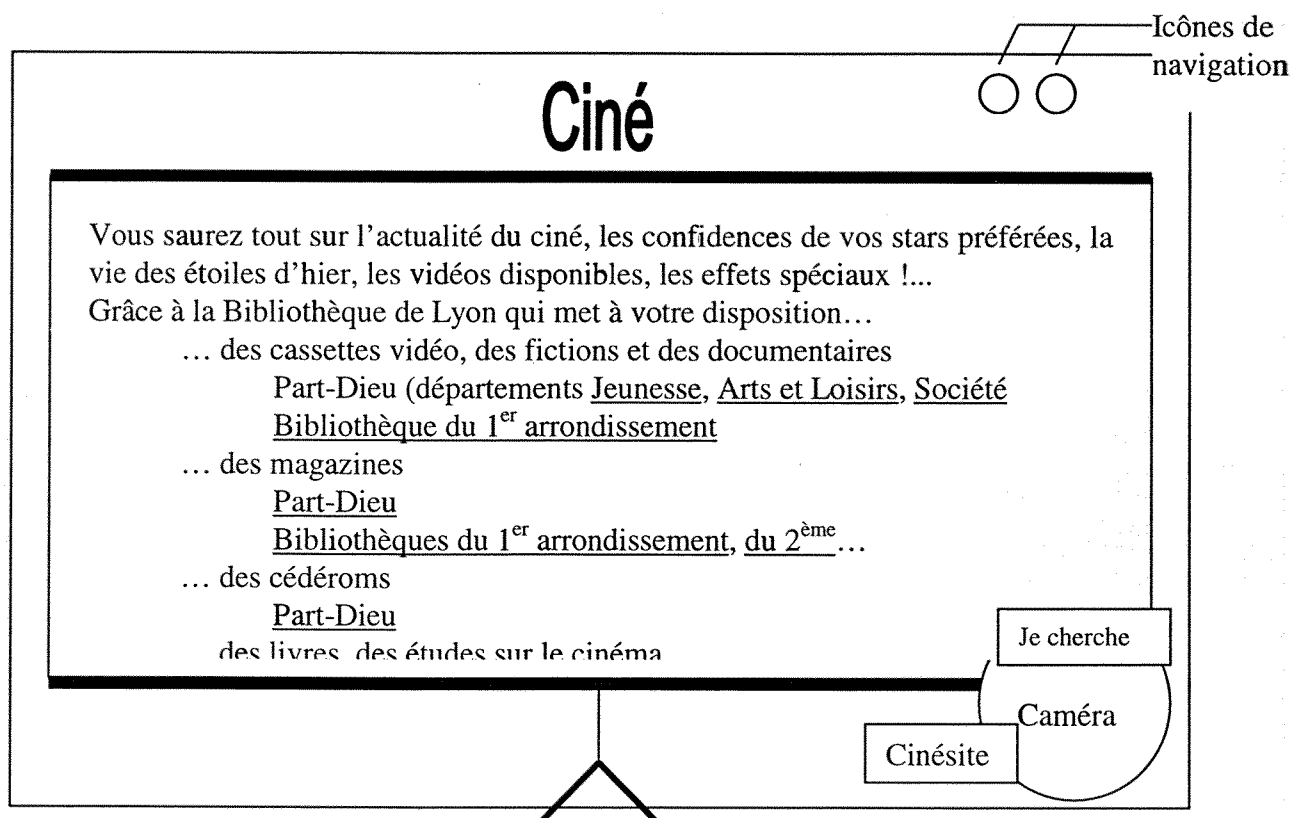 Icônes de
navigation
Ciné
Vous saurez tout sur l'actualité du ciné, les confidences de vos stars préférées, la
vie des étoiles d'hier, les vidéos disponibles, les effets spéciaux !...
Grâce à la Bibliothèque de Lyon qui met à votre disposition…
… des cassettes vidéo, des fictions et des documentaires
Part-Dieu (départements Jeunesse, Arts et Loisirs, Société
Bibliothèque du 1er arrondissement
… des magazines
Part-Dieu
Bibliothèques du 1er arrondissement, du 2ème…
… des cédéroms
Part-Dieu
des livres, des études sur le cinéma
Je cherche
Caméra
Cinésite